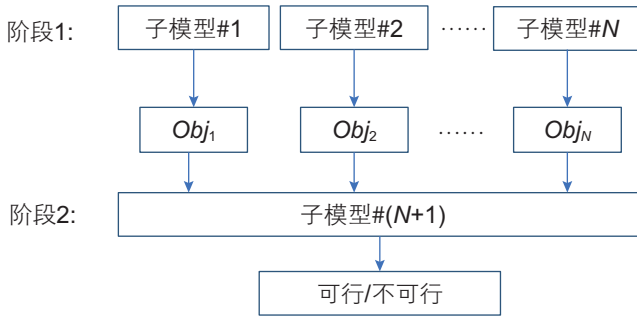 阶段1: 子模型#1 子模型#2 ...... 子模型#N
Obj1 Obj2 ...... ObjN
阶段2: 子模型#(N+1)
可行/不可行